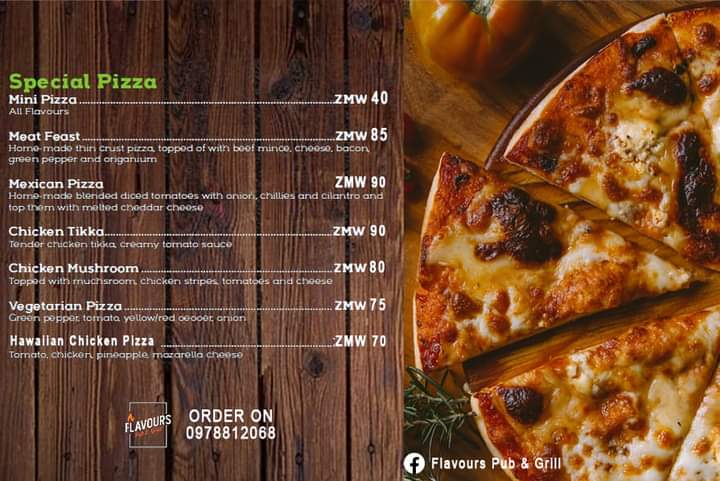 Special Pizza
Mini Pizza ZMW 40
All Flavours
Meat Feast ZMW 85
Home-made thin crust pizza, topped of with beef mince, cheese, bacon,
green pepper and origanium
Mexican Pizza ZMW 90
Home-made blended diced tomatoes with onion, chillies and cilantro and
top them with melted cheddar cheese
Chicken Tikka ZMW 90
Tender chicken tikka, creamy tomato sauce
Chicken Muchroom ZMW 80
Topped with muchsroom, chicken stripes, tomatoes and cheese
Vegetarian Pizza ZMW 75
Green pepper, tomato, yellow/red pepper, onion
Hawaiian Chicken Pizza ZMW 70
Tomato, chicken, pineapple, mazarella cheese
FLAVOURS
ORDER ON
0978812068
Flavours Pub & Grill